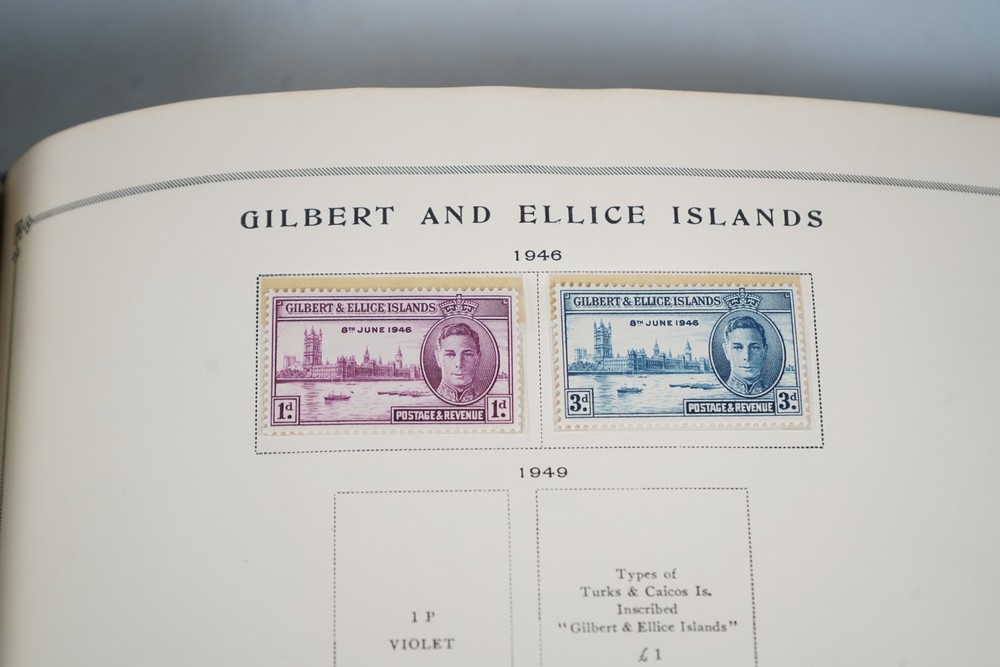 GILBERT AND ELLICE ISLANDS
1946
GILBERT & ELLICE ISLANDS
8TH JUNE 1946
1d
POSTAGE & REVENUE
1d.
GILBERT & ELLICE ISLANDS
8TH JUNE 1946
3d
POSTAGE & REVENUE
3d.
1949
1 P
VIOLET
Types of
Turks & Caicos Is.
Inscribed
"Gilbert & Ellice Islands"
£1